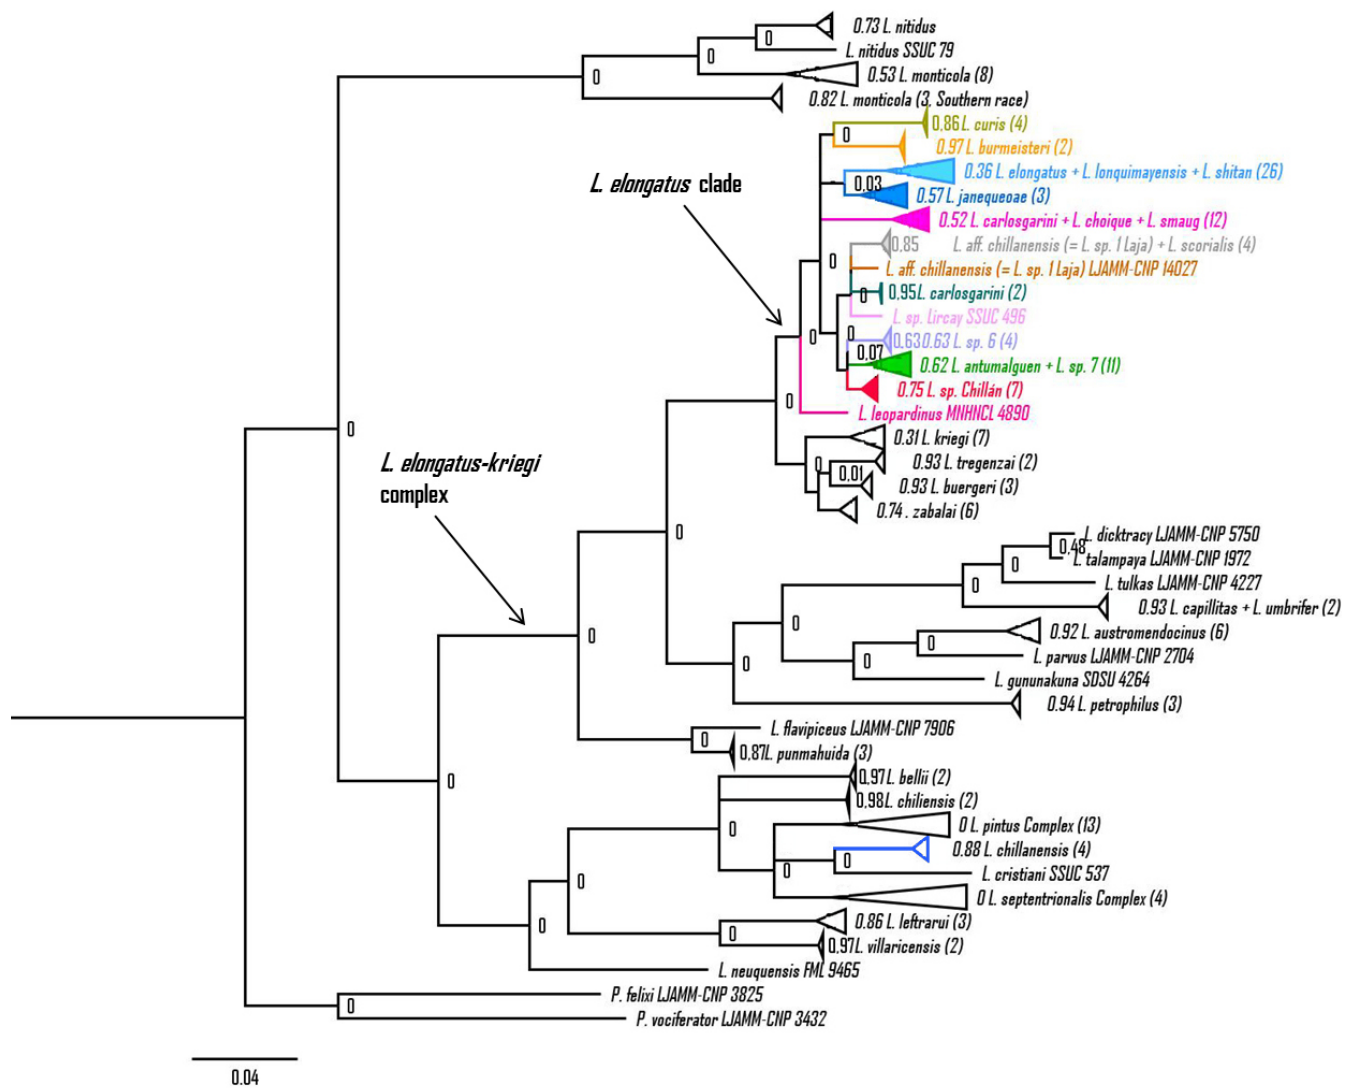 0.73 L. nitidus
0
L. nitidus SSUC 79
0
0
0.53 L. monticola (8)
0.82 L. monticola (3, Southern race)
0.86 L. curis (4)
0
0.97 L. burmeisteri (2)
L. elongatus clade
0.36 L. elongatus + L. lonquimayensis + L. shitan (26)
0.03
0.57 L. janequeoae (3)
0.52 L. carlosgarini + L. choique + L. smaug (12)
0.85 L. aff. chillanensis (= L. sp. 1 Laja) + L. scorialis (4)
0
L. aff. chillanensis (= L. sp. 1 Laja) LJAMM-CNP 14027
0
0.95 L. carlosgarini (2)
L. sp. Lircay SSUC 496
0
0
0.63 0.63 L. sp. 6 (4)
0.07
0.62 L. antumalguen + L. sp. 7 (11)
0.75 L. sp. Chillán (7)
0
L. leopardinus MNHNCL 4890
0
0.31 L. kriegi (7)
L. elongatus-kriegi
complex
0
0.93 L. tregenzai (2)
0.01
0.93 L. buergeri (3)
0.74 . zabalai (6)
0
L. dicktracy LJAMM-CNP 5750
0.48
L. talampaya LJAMM-CNP 1972
0
0
L. tulkas LJAMM-CNP 4227
0.93 L. capillitas + L. umbrifer (2)
0
0
0.92 L. austromendocinus (6)
0
L. parvus LJAMM-CNP 2704
0
0
L. gununakuna SDSU 4264
0.94 L. petrophilus (3)
L. flavipiceus LJAMM-CNP 7906
0
0.87 L. punmahuida (3)
0
0.97 L. bellii (2)
0.98 L. chiliensis (2)
0
0 L. pintus Complex (13)
0.88 L. chillanensis (4)
0
0
L. cristiani SSUC 537
0
0 L. septentrionalis Complex (4)
0.86 L. leftrarui (3)
0
0
0.97 L. villaricensis (2)
L. neuquensis FML 9465
P. felixi LJAMM-CNP 3825
0
P. vociferator LJAMM-CNP 3432
0.04